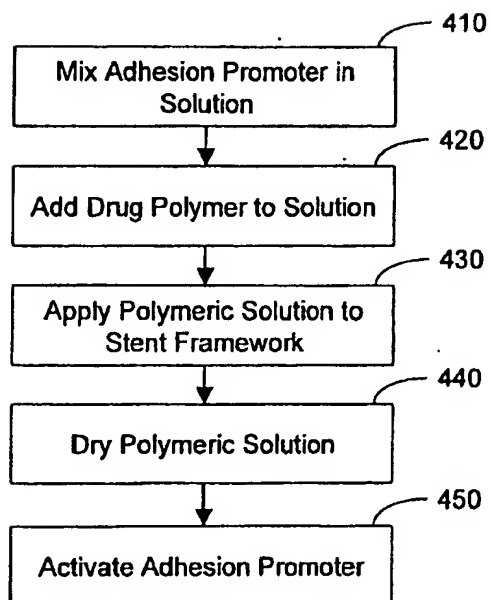 410
Mix Adhesion Promoter in
Solution
420
Add Drug Polymer to Solution
430
Apply Polymeric Solution to
Stent Framework
440
Dry Polymeric Solution
450
Activate Adhesion Promoter